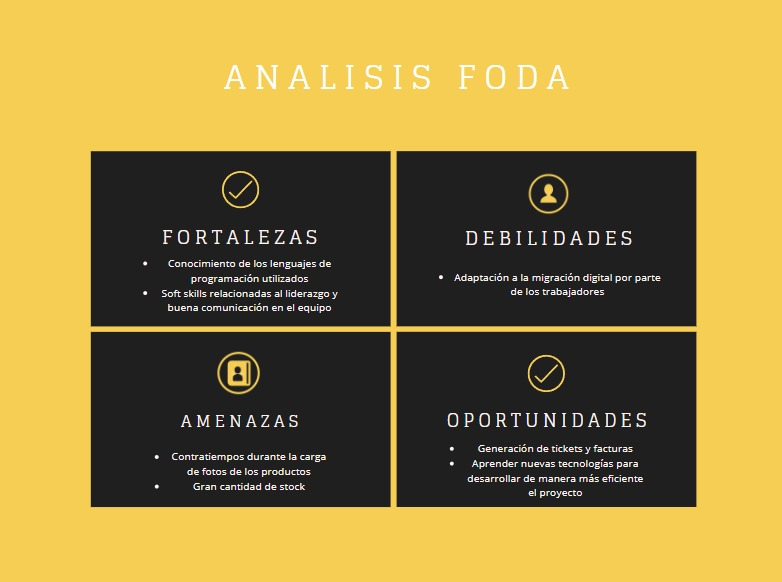 ANALISIS FODA
FORTALEZAS
• Conocimiento de los lenguajes de
programación utilizados
• Soft skills relacionadas al liderazgo y
buena comunicación en el equipo
DEBILIDADES
• Adaptación a la migración digital por parte
de los trabajadores
AMENAZAS
• Contratiempos durante la carga
de fotos de los productos
• Gran cantidad de stock
OPORTUNIDADES
• Generación de tickets y facturas
• Aprender nuevas tecnologías para
desarrollar de manera más eficiente
el proyecto